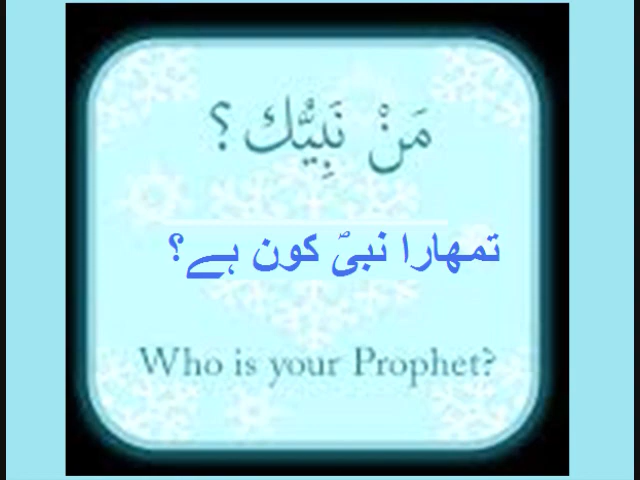 مَنْ نَبِيُّك ؟
تمھارا نبیؐ کون ہے؟
Who is your Prophet?